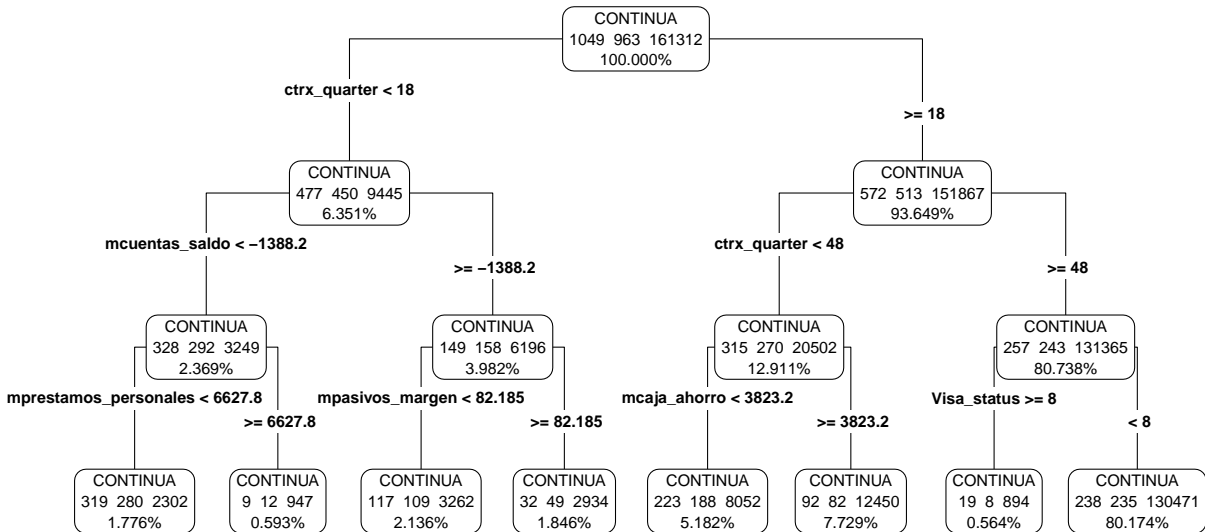 CONTINUA
1049 963 161312
100.000%
ctrx_quarter < 18
>= 18
CONTINUA
477 450 9445
6.351%
CONTINUA
572 513 151867
93.649%
mcuentas_saldo < −1388.2
>= −1388.2
ctrx_quarter < 48
>= 48
CONTINUA
328 292 3249
2.369%
CONTINUA
149 158 6196
3.982%
CONTINUA
315 270 20502
12.911%
CONTINUA
257 243 131365
80.738%
mprestamos_personales < 6627.8
>= 6627.8
mpasivos_margen < 82.185
>= 82.185
mcaja_ahorro < 3823.2
>= 3823.2
Visa_status >= 8
< 8
CONTINUA
319 280 2302
1.776%
CONTINUA
9 12 947
0.593%
CONTINUA
117 109 3262
2.136%
CONTINUA
32 49 2934
1.846%
CONTINUA
223 188 8052
5.182%
CONTINUA
92 82 12450
7.729%
CONTINUA
19 8 894
0.564%
CONTINUA
238 235 130471
80.174%